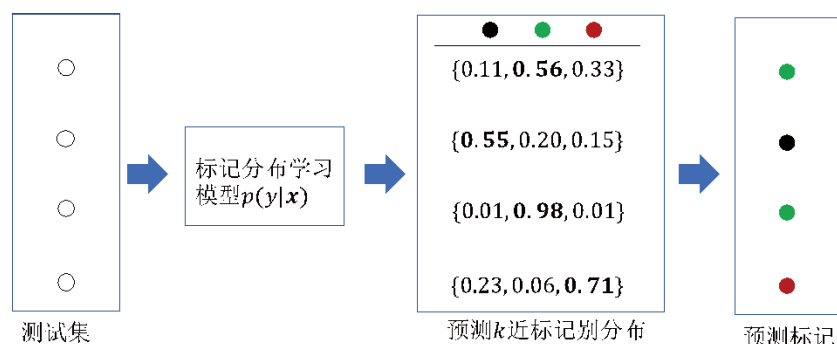 {0.11, 0.56, 0.33}
{0.55, 0.20, 0.15}
标记分布学习
模型p(y|x)
{0.01, 0.98, 0.01}
{0.23, 0.06, 0.71}
测试集
预测k近标记别分布
预测标记